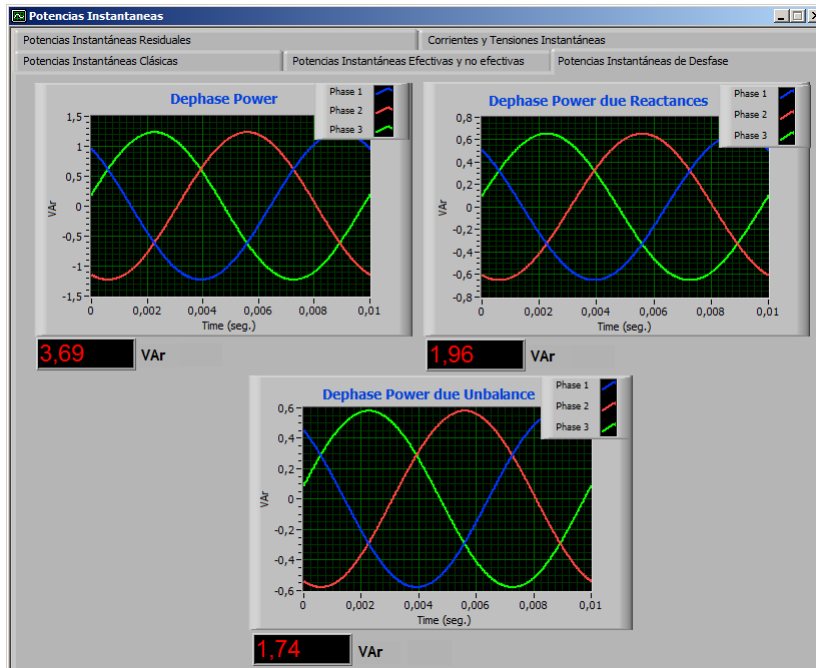 Potencias Instantaneas
Potencias Instantáneas Residuales
Corrientes y Tensiones Instantáneas
Potencias Instantáneas Clásicas
Potencias Instantáneas Efectivas y no efectivas
Potencias Instantáneas de Desfase
Dephase Power
Phase 1
Phase 2
Phase 3
1,5
1
0,5
0
-0,5
-1
-1,5
VAr
0
0,002
0,004
0,006
0,008
0,01
Time (seg.)
3,69
VAr
Dephase Power due Reactances
Phase 1
Phase 2
Phase 3
0,8
0,6
0,4
0,2
0
-0,2
-0,4
-0,6
-0,8
VAr
0
0,002
0,004
0,006
0,008
0,01
Time (seg.)
1,96
VAr
Dephase Power due Unbalance
Phase 1
Phase 2
Phase 3
0,6
0,4
0,2
0
-0,2
-0,4
-0,6
VAr
0
0,002
0,004
0,006
0,008
0,01
Time (seg.)
1,74
VAr